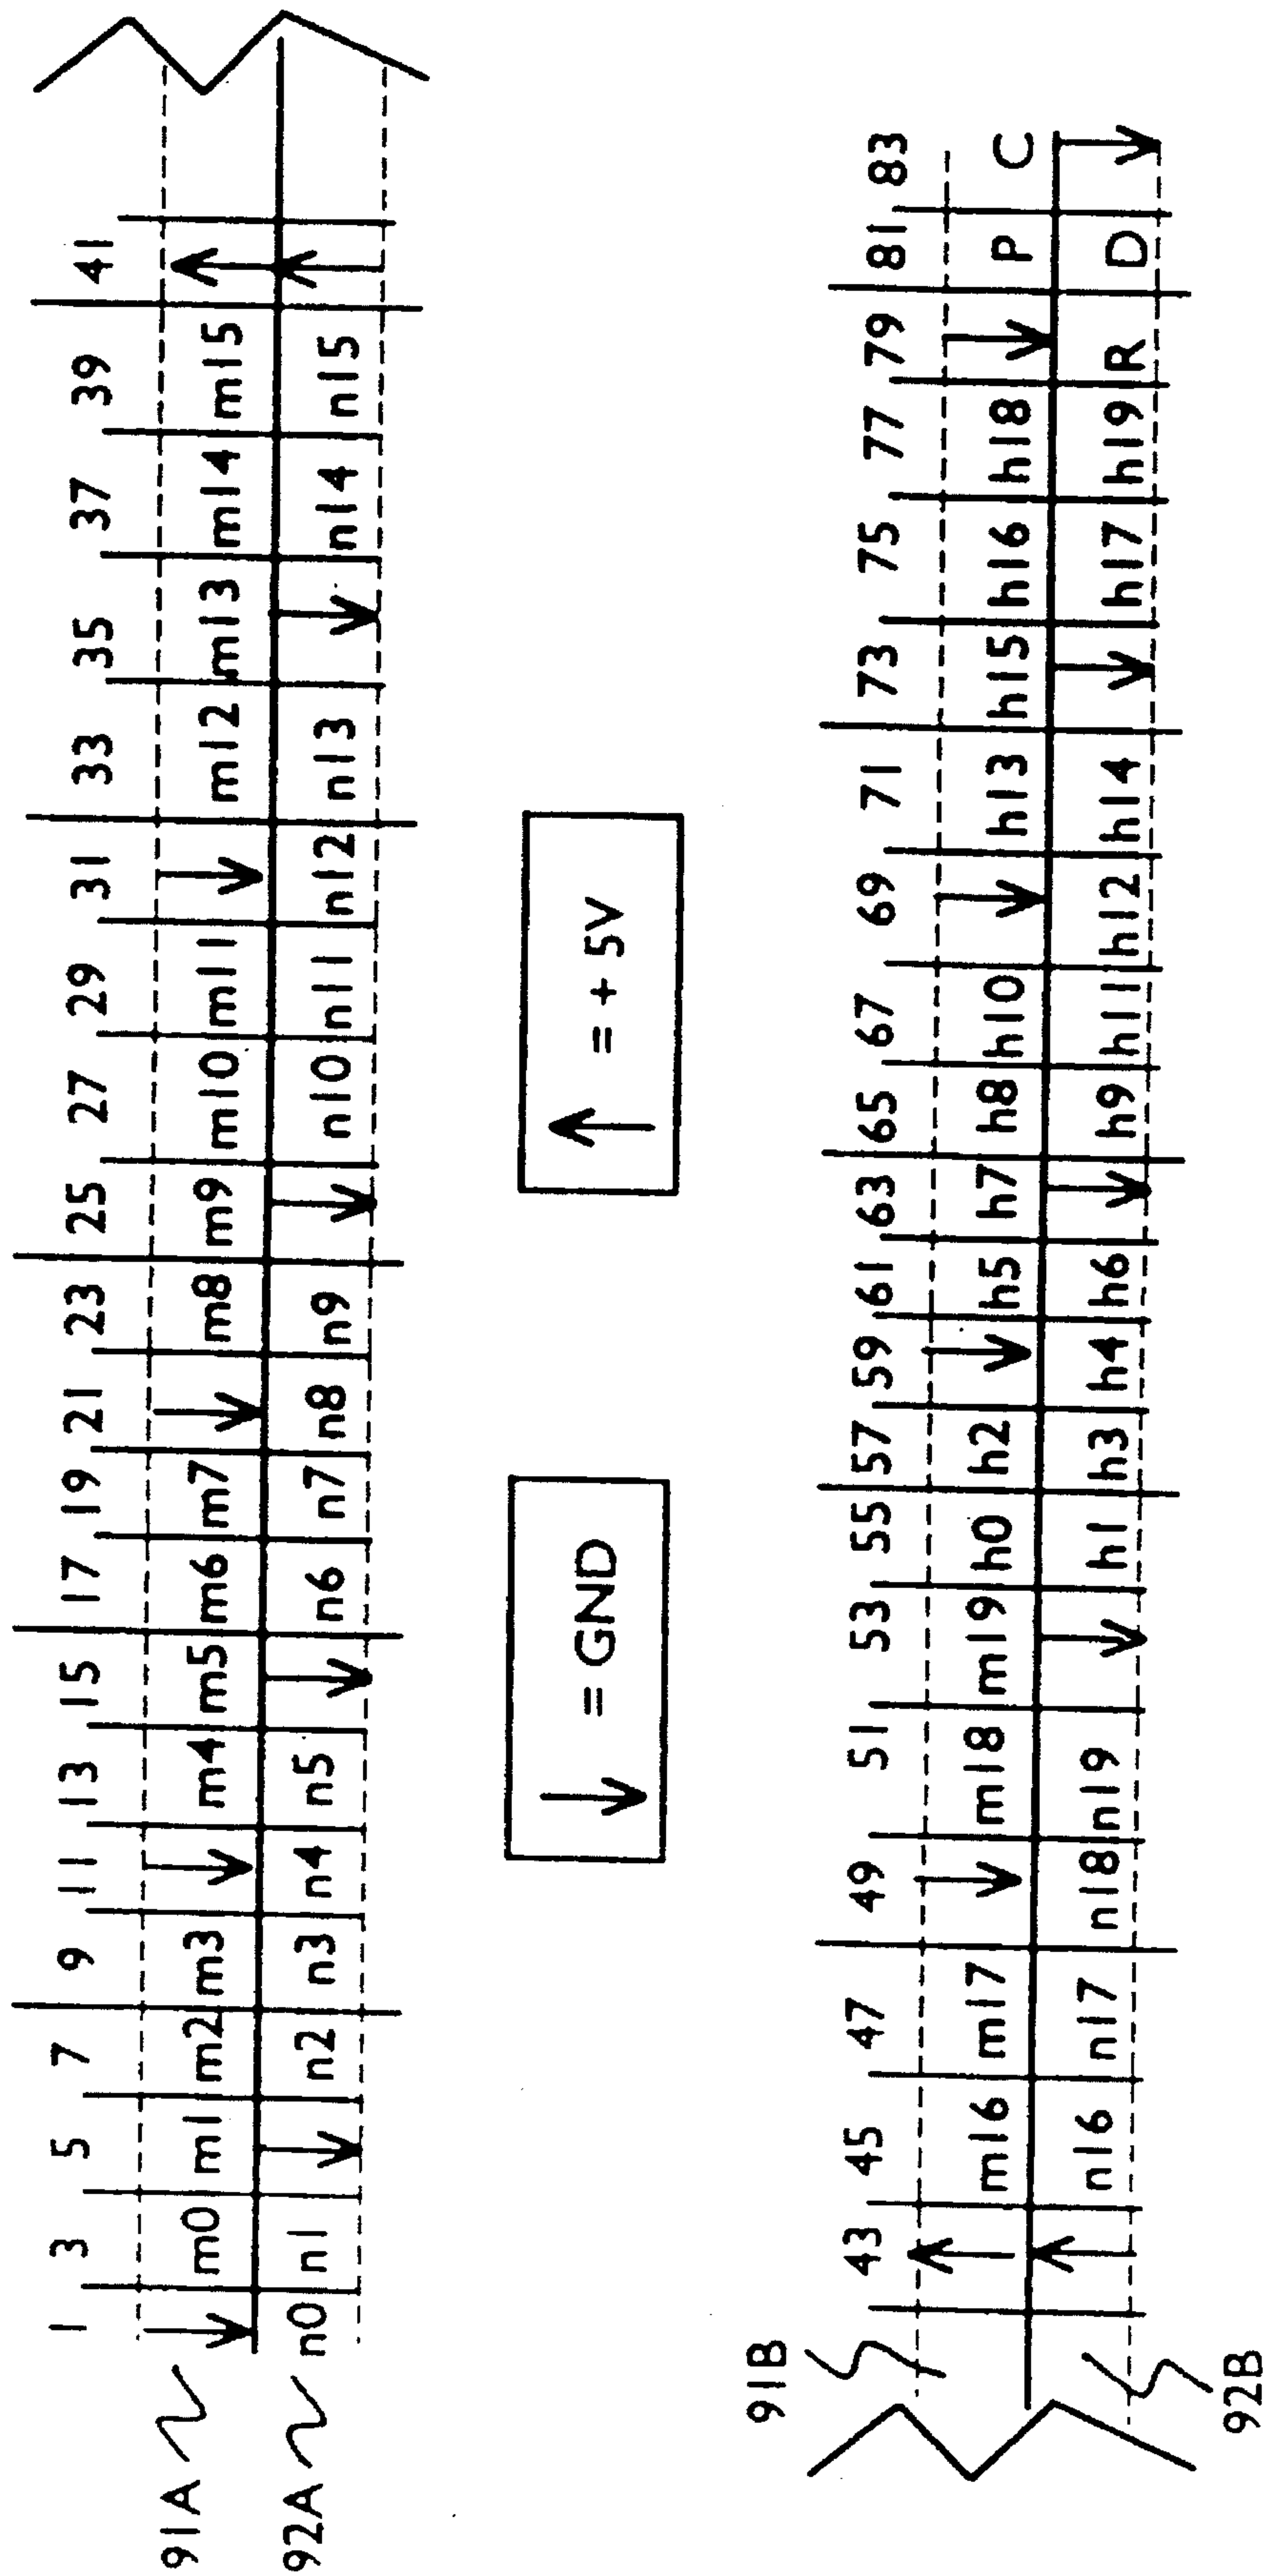 1 3 5 7 9 11 13 15 17 19 21 23 25 27 29 31 33 35 37 39 41
91A m0 m1 m2 m3 m4 m5 m6 m7 m8 m9 m10 m11 m12 m13 m14 m15
92A n0 n1 n2 n3 n4 n5 n6 n7 n8 n9 n10 n11 n12 n13 n14 n15
= GND
= + 5V
43 45 47 49 51 53 55 57 59 61 63 65 67 69 71 73 75 77 79 81 83
91B
m16 m17 m18 m19 h0 h2 h5 h7 h8 h10 h13 h15 h16 h18 P C
n16 n17 n18 n19 h1 h3 h4 h6 h9 h11 h12 h14 h17 h19 R D
92B